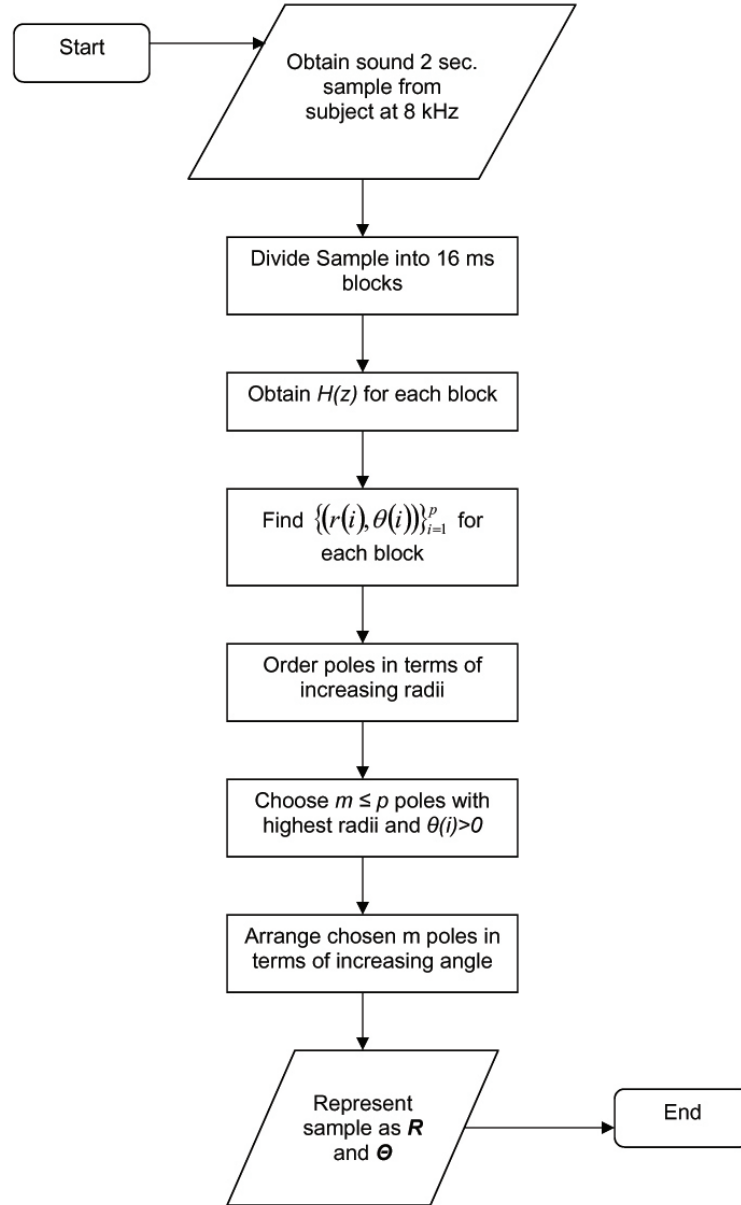 Start
Obtain sound 2 sec.
sample from
subject at 8 kHz
Divide Sample into 16 ms
blocks
Obtain H(z) for each block
Find {(r(i),θ(i))}ᵖᵢ₌₁ for
each block
Order poles in terms of
increasing radii
Choose m ≤ p poles with
highest radii and θ(i)>0
Arrange chosen m poles in
terms of increasing angle
Represent
sample as R
and Θ
End